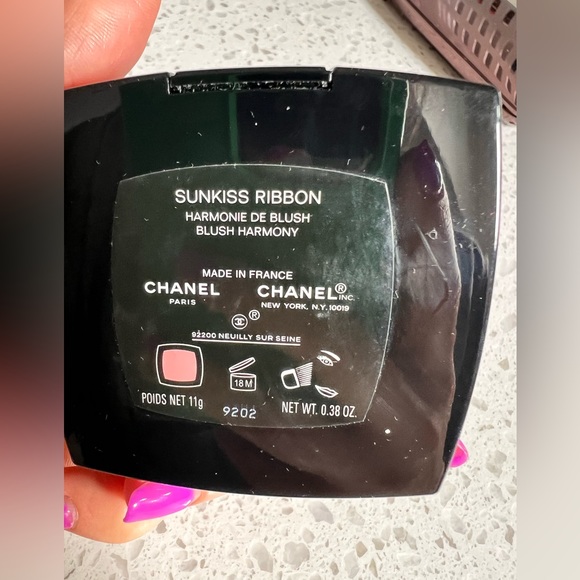 SUNKISS RIBBON
HARMONIE DE BLUSH
BLUSH HARMONY
MADE IN FRANCE
CHANEL CHANEL® INC.
PARIS NEW YORK, N.Y. 10019
®
92200 NEUILLY SUR SEINE
18 M
POIDS NET 11g 9202 NET WT. 0.38 OZ.